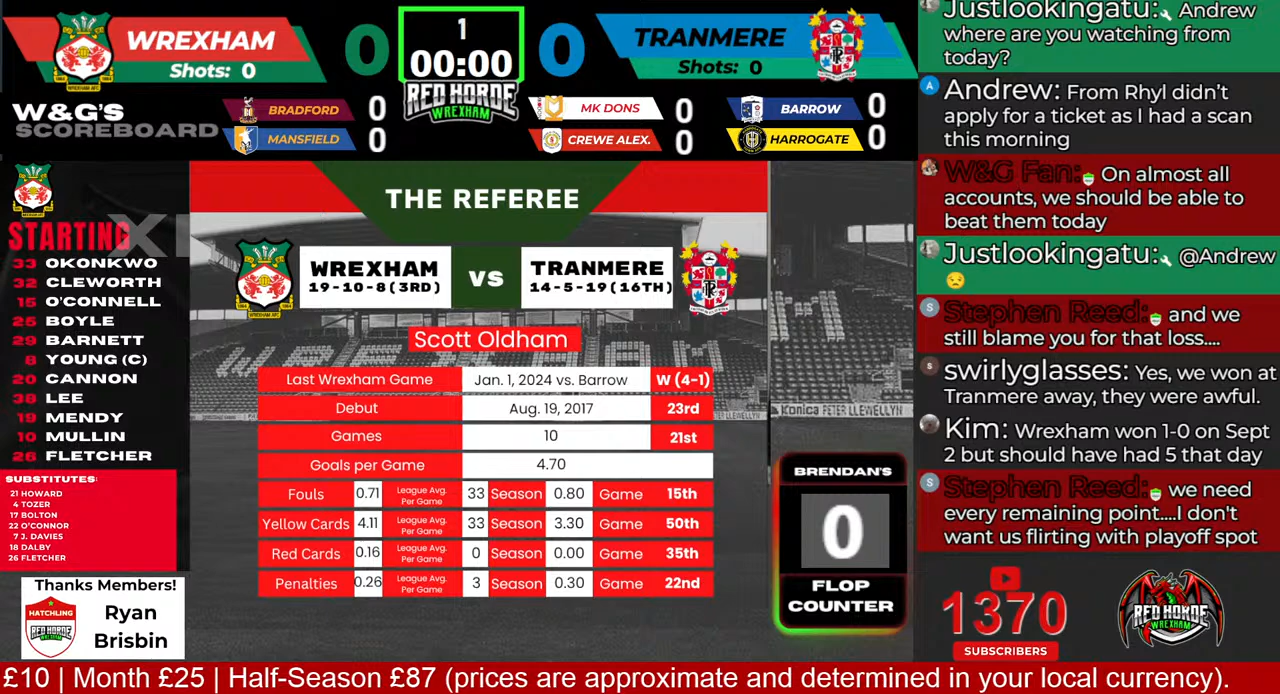 WREXHAM
Shots: 0
0
1
00:00
RED HORDE
WREXHAM
0
TRANMERE
Shots: 0
W&G'S
SCOREBOARD
BRADFORD 0
MANSFIELD 0
MK DONS 0
CREWE ALEX. 0
BARROW 0
HARROGATE 0
STARTING XI
33 OKONKWO
32 CLEWORTH
15 O'CONNELL
25 BOYLE
29 BARNETT
8 YOUNG (C)
20 CANNON
38 LEE
19 MENDY
10 MULLIN
26 FLETCHER
SUBSTITUTES:
21 HOWARD
4 TOZER
17 BOLTON
22 O'CONNOR
7 J. DAVIES
18 DALBY
26 FLETCHER
Thanks Members!
HATCHLING
RED HORDE
WREXHAM
Ryan
Brisbin
THE REFEREE
WREXHAM
19-10-8(3RD)
VS
TRANMERE
14-5-19(16TH)
Scott Oldham
Last Wrexham Game Jan. 1, 2024 vs. Barrow W (4-1)
Debut Aug. 19, 2017 23rd
Games 10 21st
Goals per Game 4.70
Fouls 0.71 League Avg. Per Game 33 Season 0.80 Game 15th
Yellow Cards 4.11 League Avg. Per Game 33 Season 3.30 Game 50th
Red Cards 0.16 League Avg. Per Game 0 Season 0.00 Game 35th
Penalties 0.26 League Avg. Per Game 3 Season 0.30 Game 22nd
WREXHAM
Konica PETER LLEWELLYN
BRENDAN'S
0
FLOP
COUNTER
Justlookingatu: Andrew
where are you watching from
today?
A Andrew: From Rhyl didn't
apply for a ticket as I had a scan
this morning
W&G Fan: On almost all
accounts, we should be able to
beat them today
Justlookingatu: @Andrew
S Stephen Reed: and we
still blame you for that loss....
s swirlyglasses: Yes, we won at
Tranmere away, they were awful.
Kim: Wrexham won 1-0 on Sept
2 but should have had 5 that day
S Stephen Reed: we need
every remaining point....I don't
want us flirting with playoff spot
1370
SUBSCRIBERS
RED HORDE
WREXHAM
£10 | Month £25 | Half-Season £87 (prices are approximate and determined in your local currency).